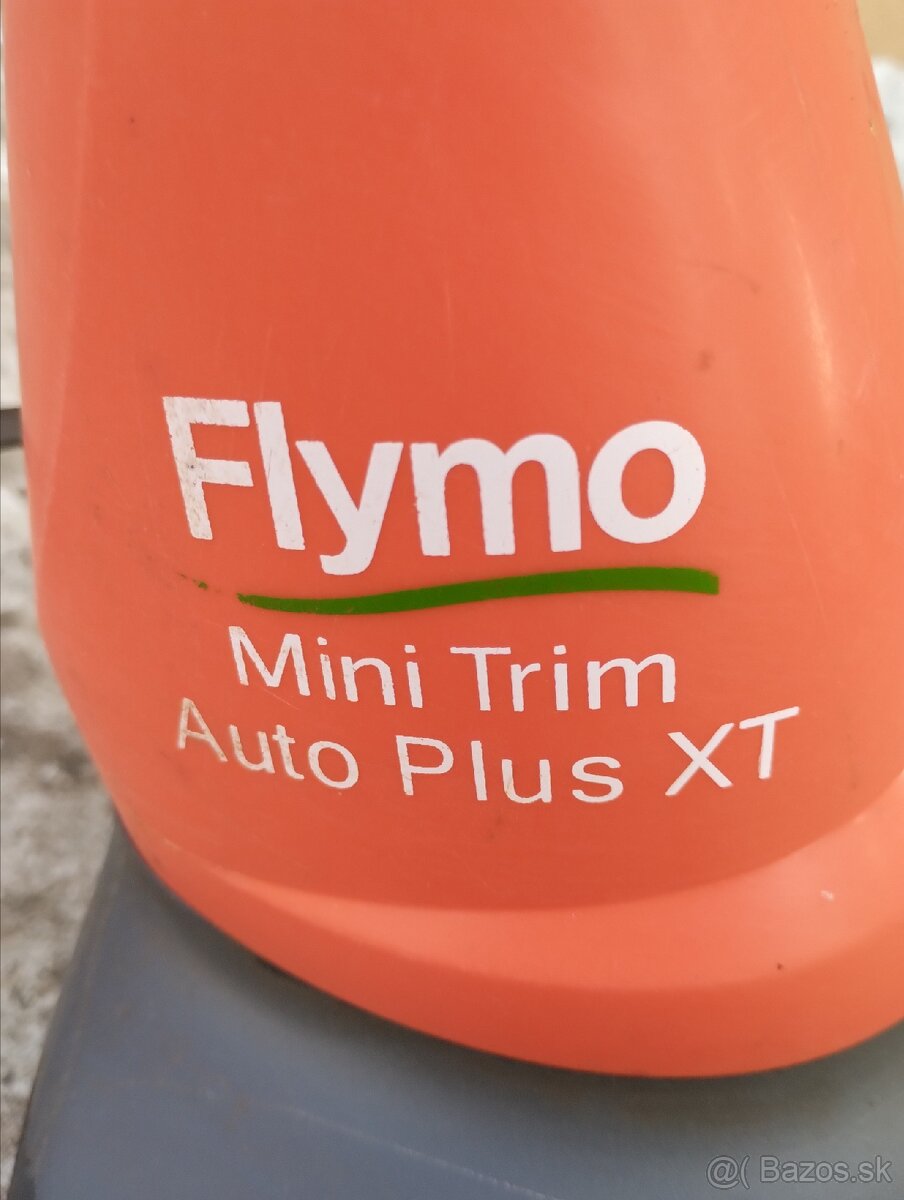 Flymo
Mini Trim
Auto Plus XT
@( Bazos.sk